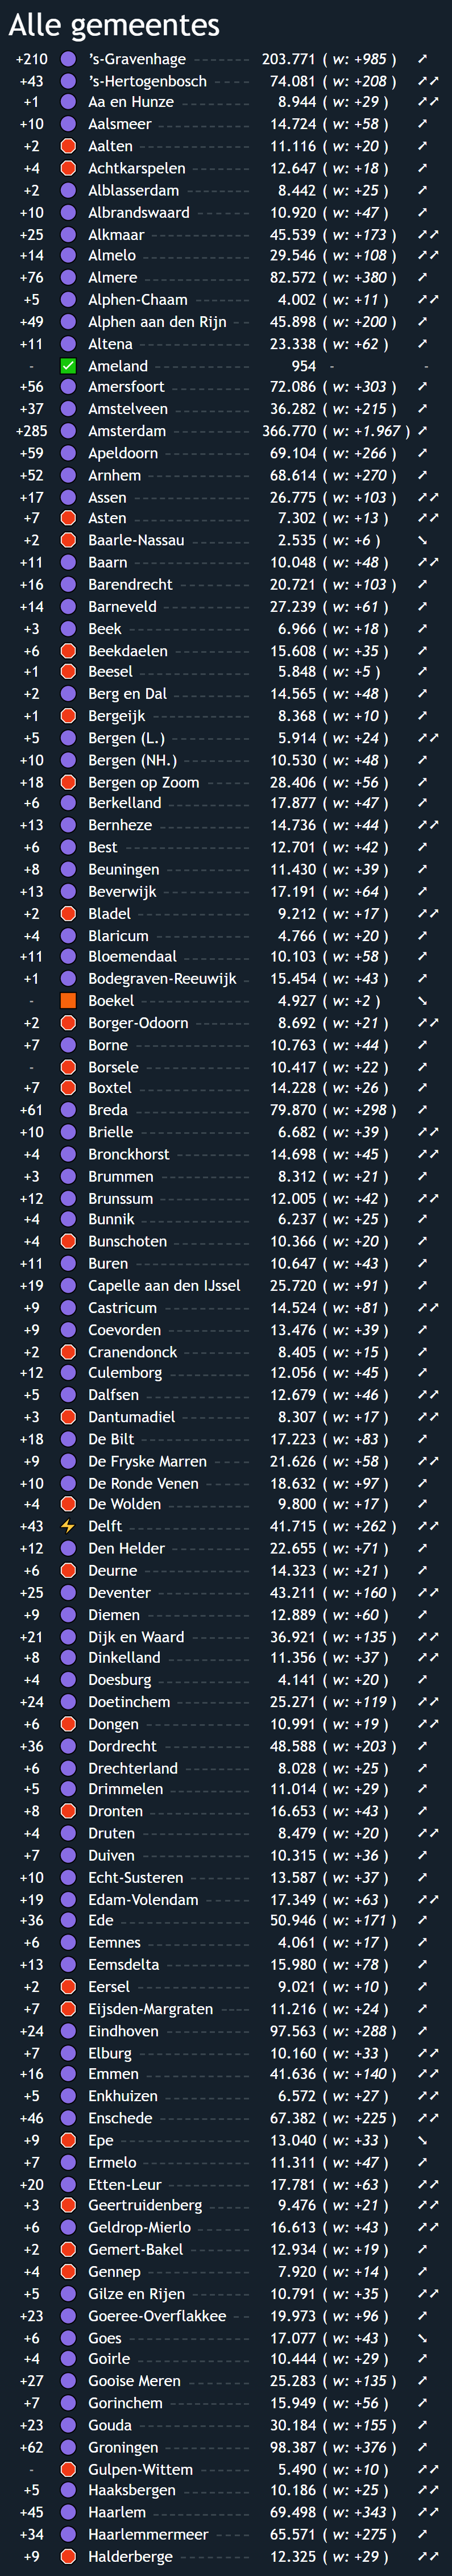 Alle gemeentes
+210 's-Gravenhage 203.771 ( w: +985 ) ➚
+43 's-Hertogenbosch 74.081 ( w: +208 ) ➚➚
+1 Aa en Hunze 8.944 ( w: +29 ) ➚➚
+10 Aalsmeer 14.724 ( w: +58 ) ➚
+2 Aalten 11.116 ( w: +20 ) ➚
+4 Achtkarspelen 12.647 ( w: +18 ) ➚
+2 Alblasserdam 8.442 ( w: +25 ) ➚
+10 Albrandswaard 10.920 ( w: +47 ) ➚
+25 Alkmaar 45.539 ( w: +173 ) ➚➚
+14 Almelo 29.546 ( w: +108 ) ➚➚
+76 Almere 82.572 ( w: +380 ) ➚
+5 Alphen-Chaam 4.002 ( w: +11 ) ➚➚
+49 Alphen aan den Rijn 45.898 ( w: +200 ) ➚
+11 Altena 23.338 ( w: +62 ) ➚
- Ameland 954 - -
+56 Amersfoort 72.086 ( w: +303 ) ➚
+37 Amstelveen 36.282 ( w: +215 ) ➚
+285 Amsterdam 366.770 ( w: +1.967 ) ➚
+59 Apeldoorn 69.104 ( w: +266 ) ➚
+52 Arnhem 68.614 ( w: +270 ) ➚
+17 Assen 26.775 ( w: +103 ) ➚➚
+7 Asten 7.302 ( w: +13 ) ➚➚
+2 Baarle-Nassau 2.535 ( w: +6 ) ➘
+11 Baarn 10.048 ( w: +48 ) ➚➚
+16 Barendrecht 20.721 ( w: +103 ) ➚
+14 Barneveld 27.239 ( w: +61 ) ➚
+3 Beek 6.966 ( w: +18 ) ➚
+6 Beekdaelen 15.608 ( w: +35 ) ➚
+1 Beesel 5.848 ( w: +5 ) ➚
+2 Berg en Dal 14.565 ( w: +48 ) ➚
+1 Bergeijk 8.368 ( w: +10 ) ➚
+5 Bergen (L.) 5.914 ( w: +24 ) ➚➚
+10 Bergen (NH.) 10.530 ( w: +48 ) ➚
+18 Bergen op Zoom 28.406 ( w: +56 ) ➚
+6 Berkelland 17.877 ( w: +47 ) ➚
+13 Bernheze 14.736 ( w: +44 ) ➚➚
+6 Best 12.701 ( w: +42 ) ➚
+8 Beuningen 11.430 ( w: +39 ) ➚
+13 Beverwijk 17.191 ( w: +64 ) ➚
+2 Bladel 9.212 ( w: +17 ) ➚➚
+4 Blaricum 4.766 ( w: +20 ) ➚
+11 Bloemendaal 10.103 ( w: +58 ) ➚
+1 Bodegraven-Reeuwijk 15.454 ( w: +43 ) ➚
- Boekel 4.927 ( w: +2 ) ➘
+2 Borger-Odoorn 8.692 ( w: +21 ) ➚➚
+7 Borne 10.763 ( w: +44 ) ➚
- Borsele 10.417 ( w: +22 ) ➚
+7 Boxtel 14.228 ( w: +26 ) ➚
+61 Breda 79.870 ( w: +298 ) ➚
+10 Brielle 6.682 ( w: +39 ) ➚➚
+4 Bronckhorst 14.698 ( w: +45 ) ➚➚
+3 Brummen 8.312 ( w: +21 ) ➚
+12 Brunssum 12.005 ( w: +42 ) ➚➚
+4 Bunnik 6.237 ( w: +25 ) ➚
+4 Bunschoten 10.366 ( w: +20 ) ➚
+11 Buren 10.647 ( w: +43 ) ➚
+19 Capelle aan den IJssel 25.720 ( w: +91 ) ➚
+9 Castricum 14.524 ( w: +81 ) ➚➚
+9 Coevorden 13.476 ( w: +39 ) ➚
+2 Cranendonck 8.405 ( w: +15 ) ➚
+12 Culemborg 12.056 ( w: +45 ) ➚
+5 Dalfsen 12.679 ( w: +46 ) ➚➚
+3 Dantumadiel 8.307 ( w: +17 ) ➚➚
+18 De Bilt 17.223 ( w: +83 ) ➚
+9 De Fryske Marren 21.626 ( w: +58 ) ➚➚
+10 De Ronde Venen 18.632 ( w: +97 ) ➚
+4 De Wolden 9.800 ( w: +17 ) ➚
+43 Delft 41.715 ( w: +262 ) ➚➚
+12 Den Helder 22.655 ( w: +71 ) ➚
+6 Deurne 14.323 ( w: +21 ) ➚
+25 Deventer 43.211 ( w: +160 ) ➚➚
+9 Diemen 12.889 ( w: +60 ) ➚
+21 Dijk en Waard 36.921 ( w: +135 ) ➚➚
+8 Dinkelland 11.356 ( w: +37 ) ➚➚
+4 Doesburg 4.141 ( w: +20 ) ➚
+24 Doetinchem 25.271 ( w: +119 ) ➚➚
+6 Dongen 10.991 ( w: +19 ) ➚➚
+36 Dordrecht 48.588 ( w: +203 ) ➚
+6 Drechterland 8.028 ( w: +25 ) ➚
+5 Drimmelen 11.014 ( w: +29 ) ➚
+8 Dronten 16.653 ( w: +43 ) ➚
+4 Druten 8.479 ( w: +20 ) ➚➚
+7 Duiven 10.315 ( w: +36 ) ➚
+10 Echt-Susteren 13.587 ( w: +37 ) ➚
+19 Edam-Volendam 17.349 ( w: +63 ) ➚➚
+36 Ede 50.946 ( w: +171 ) ➚
+6 Eemnes 4.061 ( w: +17 ) ➚
+13 Eemsdelta 15.980 ( w: +78 ) ➚
+2 Eersel 9.021 ( w: +10 ) ➚
+7 Eijsden-Margraten 11.216 ( w: +24 ) ➚
+24 Eindhoven 97.563 ( w: +288 ) ➚
+7 Elburg 10.160 ( w: +33 ) ➚➚
+16 Emmen 41.636 ( w: +140 ) ➚➚
+5 Enkhuizen 6.572 ( w: +27 ) ➚➚
+46 Enschede 67.382 ( w: +225 ) ➚➚
+9 Epe 13.040 ( w: +33 ) ➘
+7 Ermelo 11.311 ( w: +47 ) ➚
+20 Etten-Leur 17.781 ( w: +63 ) ➚➚
+3 Geertruidenberg 9.476 ( w: +21 ) ➚➚
+6 Geldrop-Mierlo 16.613 ( w: +43 ) ➚➚
+2 Gemert-Bakel 12.934 ( w: +19 ) ➚
+4 Gennep 7.920 ( w: +14 ) ➚
+5 Gilze en Rijen 10.791 ( w: +35 ) ➚➚
+23 Goeree-Overflakkee 19.973 ( w: +96 ) ➚
+6 Goes 17.077 ( w: +43 ) ➘
+4 Goirle 10.444 ( w: +29 ) ➚
+27 Gooise Meren 25.283 ( w: +135 ) ➚
+7 Gorinchem 15.949 ( w: +56 ) ➚
+23 Gouda 30.184 ( w: +155 ) ➚
+62 Groningen 98.387 ( w: +376 ) ➚
- Gulpen-Wittem 5.490 ( w: +10 ) ➚➚
+5 Haaksbergen 10.186 ( w: +25 ) ➚➚
+45 Haarlem 69.498 ( w: +343 ) ➚➚
+34 Haarlemmermeer 65.571 ( w: +275 ) ➚
+9 Halderberge 12.325 ( w: +29 ) ➚➚